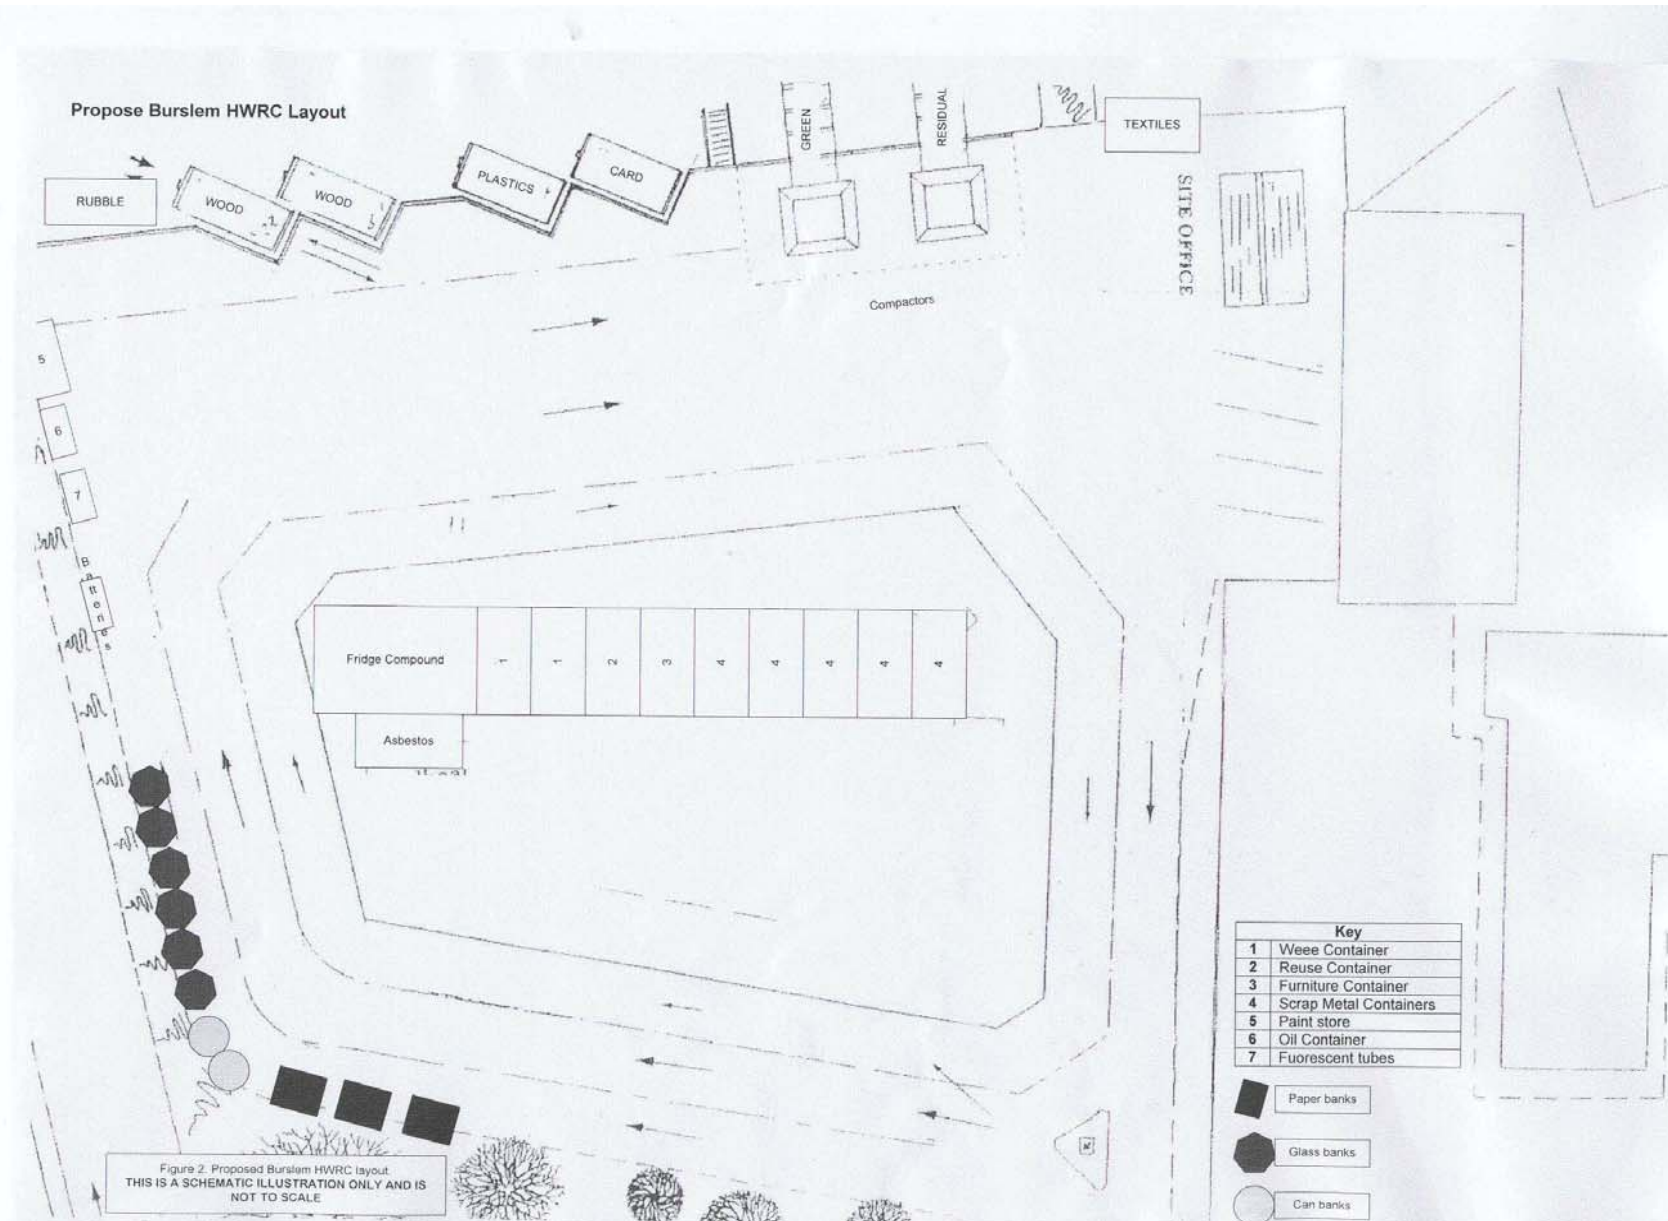 Propose Burslem HWRC Layout
RUBBLE
WOOD
WOOD
PLASTICS
CARD
GREEN
RESIDUAL
TEXTILES
SITE OFFICE
Compactors
5
6
7
Batteries
Fridge Compound
1
1
2
3
4
4
4
4
4
Asbestos
Key
1 Weee Container
2 Reuse Container
3 Furniture Container
4 Scrap Metal Containers
5 Paint store
6 Oil Container
7 Fuorescent tubes
Paper banks
Glass banks
Can banks
Figure 2. Proposed Burslem HWRC layout.
THIS IS A SCHEMATIC ILLUSTRATION ONLY AND IS
NOT TO SCALE